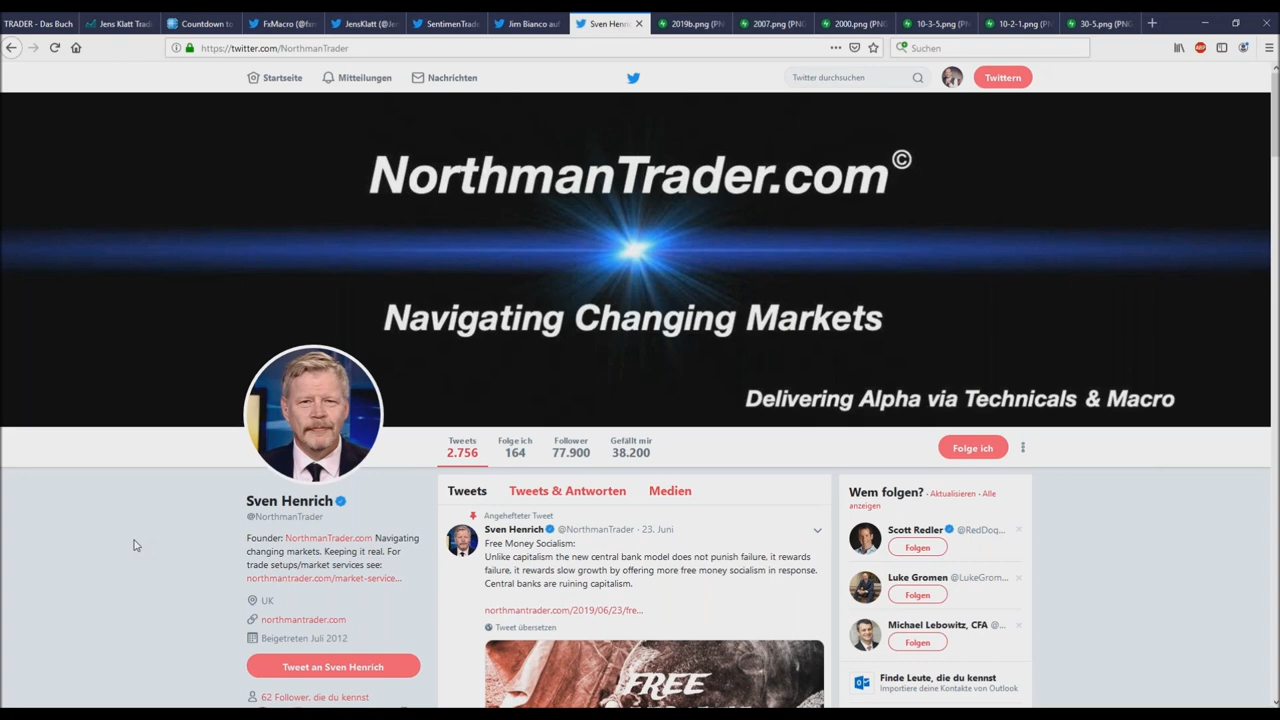 TRADER - Das Buch
Jens Klatt Tradi
Countdown to
FxMacro (@fxm
JensKlatt (@Jen
SentimenTrade
Jim Bianco auf
Sven Henric
2019b.png (PNG
2007.png (PNG
2000.png (PNG
10-3-5.png (PNG
10-2-1.png (PNG
30-5.png (PNG
https://twitter.com/NorthmanTrader
Suchen
Startseite
Mitteilungen
Nachrichten
Twitter durchsuchen
Twittern
NorthmanTrader.com©
Navigating Changing Markets
Delivering Alpha via Technicals & Macro
Tweets
2.756
Folge ich
164
Follower
77.900
Gefällt mir
38.200
Folge ich
Sven Henrich
@NorthmanTrader
Founder: NorthmanTrader.com Navigating
changing markets. Keeping it real. For
trade setups/market services see:
northmantrader.com/market-service...
UK
northmantrader.com
Beigetreten Juli 2012
Tweet an Sven Henrich
62 Follower, die du kennst
Tweets
Tweets & Antworten
Medien
Angehefteter Tweet
Sven Henrich @NorthmanTrader · 23. Juni
Free Money Socialism:
Unlike capitalism the new central bank model does not punish failure, it rewards
failure, it rewards slow growth by offering more free money socialism in response.
Central banks are ruining capitalism.
northmantrader.com/2019/06/23/fre...
Tweet übersetzen
FREE
Wem folgen? · Aktualisieren · Alle
anzeigen
Scott Redler @RedDog...
Folgen
Luke Gromen @LukeGrom...
Folgen
Michael Lebowitz, CFA @...
Folgen
Finde Leute, die du kennst
Importiere deine Kontakte von Outlook